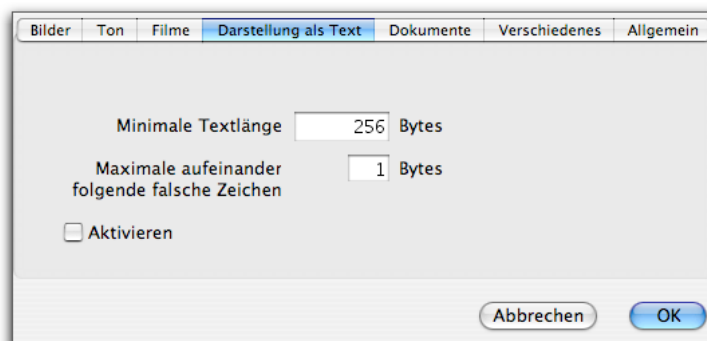 Bilder Ton Filme Darstellung als Text Dokumente Verschiedenes Allgemein
Minimale Textlänge 256 Bytes
Maximale aufeinander
folgende falsche Zeichen 1 Bytes
Aktivieren
Abbrechen OK